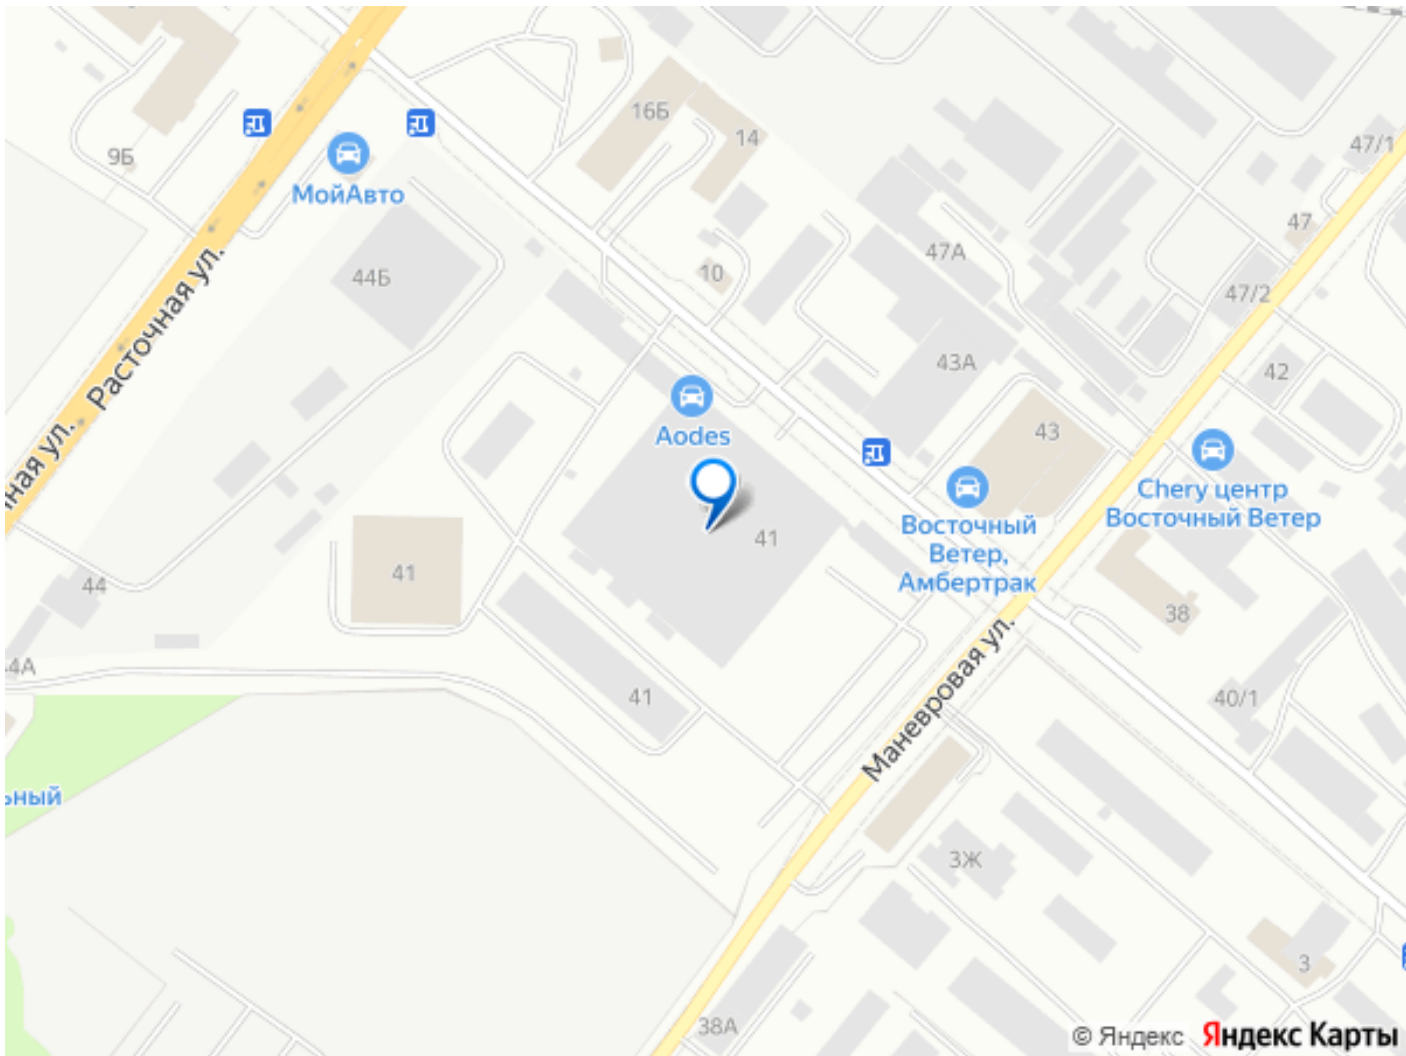 16Б
14
9Б
МойАвто
47/1
44Б
10
47А
47
47/2
Расточная ул.
43А
42
Aodes
43
41
Восточный
Ветер,
Амбертрак
Chery центр
Восточный Ветер
ная ул.
44
41
38
4А
41
Маневровая ул.
40/1
ьный
3Ж
3
38А
© Яндекс Яндекс Карты